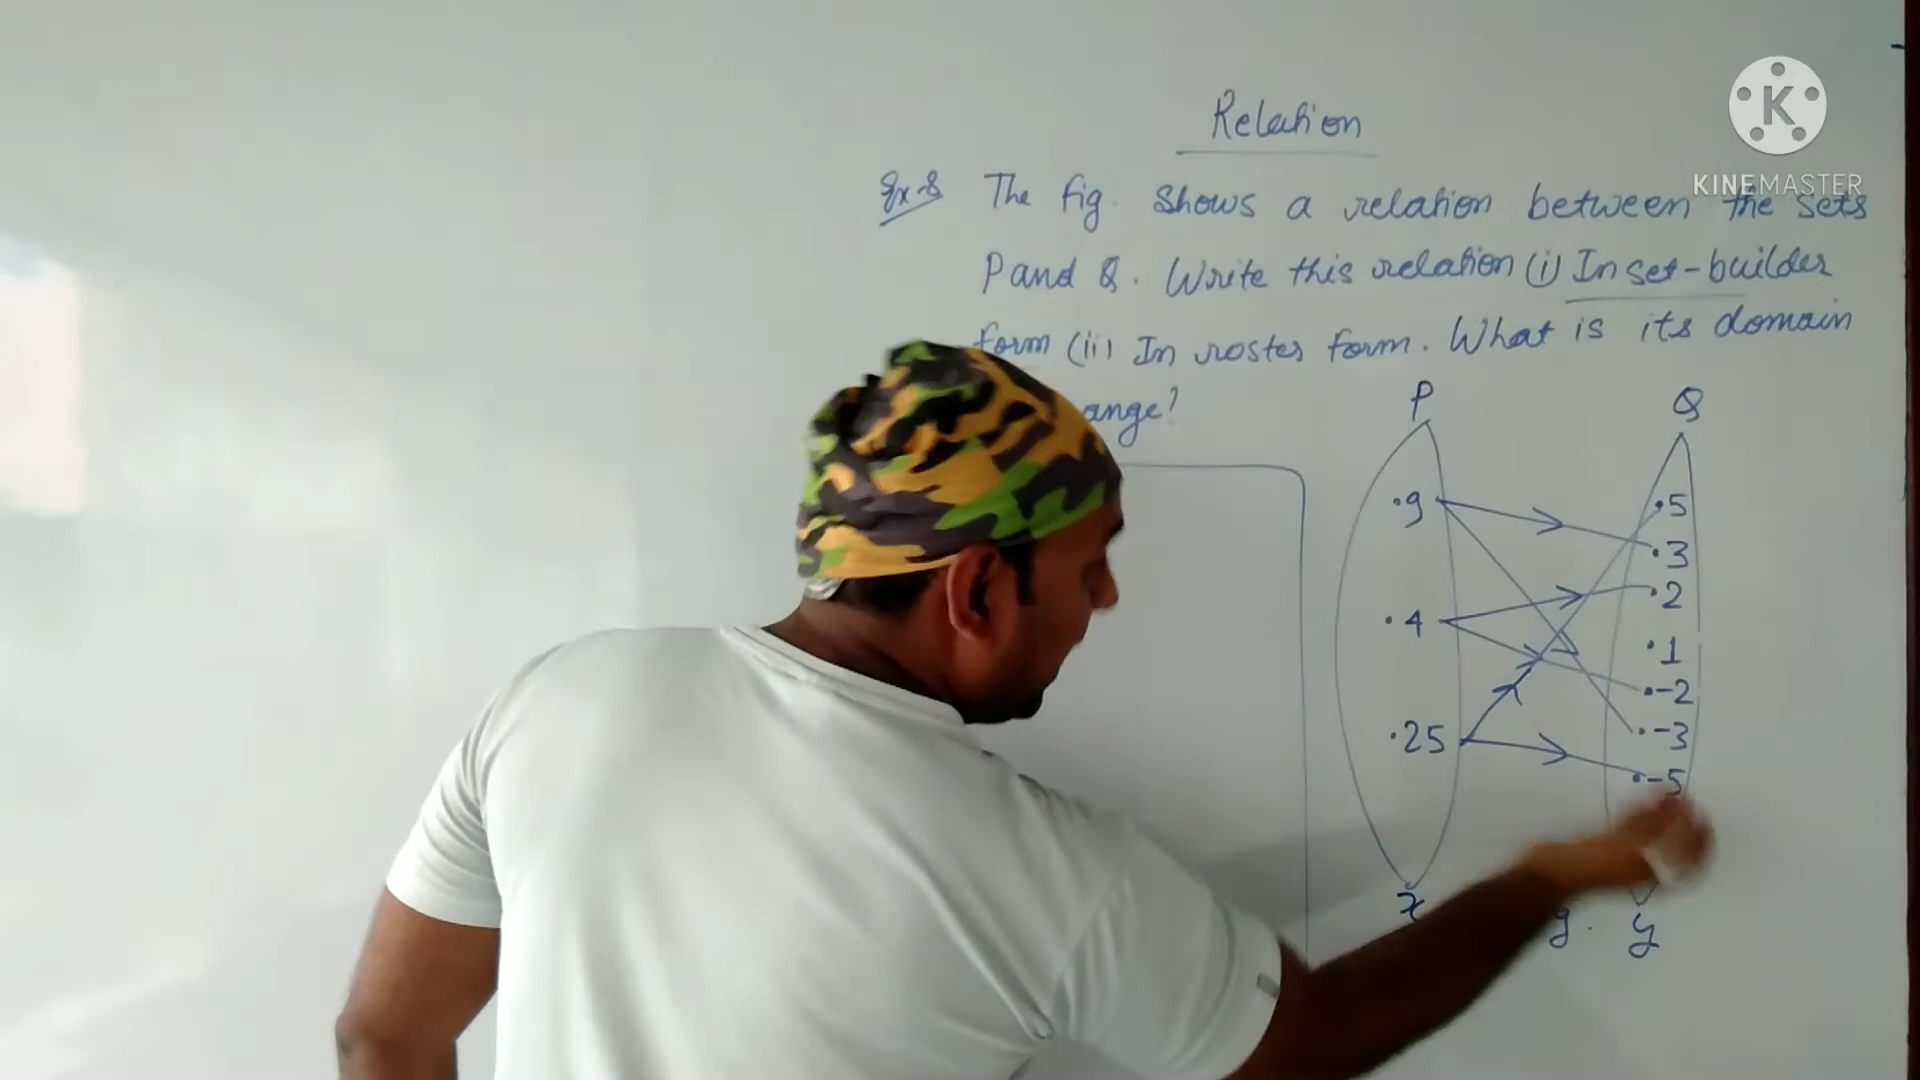 Relation
KINEMASTER
Ex-8 The fig. shows a relation between the sets
P and Q. Write this relation (i) In set-builder
form (ii) In roster form. What is its domain
ange?
P Q
.9 .5
.3
.4 .2
.1
.-2
.25 .-3
.-5
x g. y